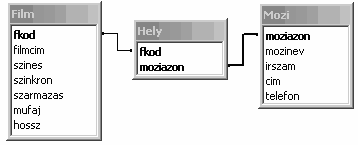 Film
fkod
filmcim
szines
szinkron
szarmazas
mufaj
hossz
Hely
fkod
moziazon
Mozi
moziazon
mozinev
irszam
cim
telefon